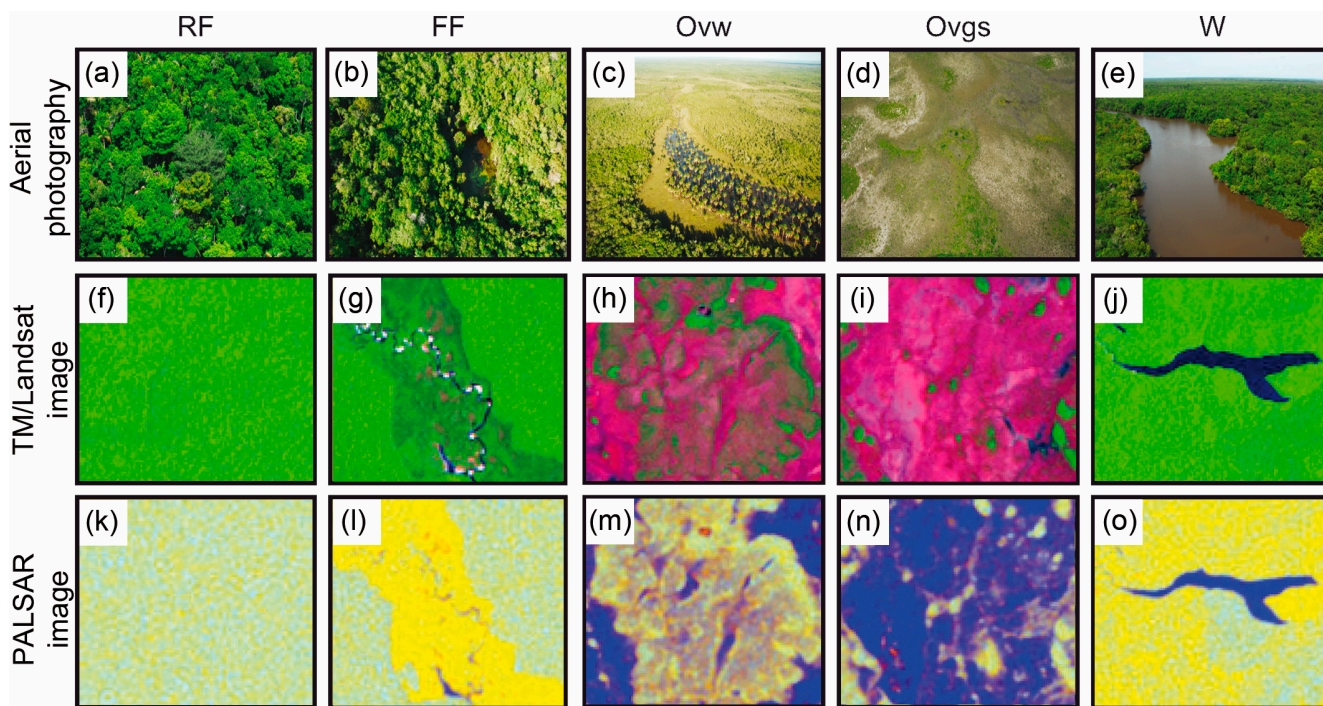 RF FF Ovw Ovgs W
Aerial
photography
(a) (b) (c) (d) (e)
TM/Landsat
image
(f) (g) (h) (i) (j)
PALSAR
image
(k) (l) (m) (n) (o)